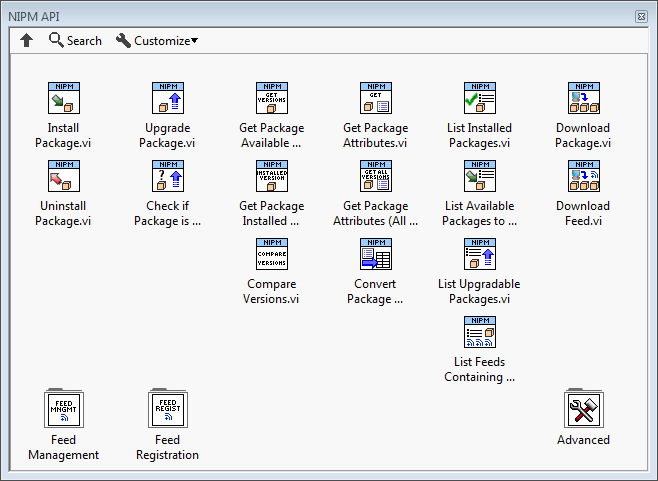 NIPM API
Search Customize
NIPM NIPM NIPM NIPM NIPM NIPM
GET VERSIONS GET
Install Package.vi
Upgrade Package.vi
Get Package Available ...
Get Package Attributes.vi
List Installed Packages.vi
Download Package.vi
NIPM NIPM NIPM NIPM NIPM NIPM
? INSTALLED VERSION GET ALL VERSIONS
Uninstall Package.vi
Check if Package is ...
Get Package Installed ...
Get Package Attributes (All ...
List Available Packages to ...
Download Feed.vi
NIPM NIPM NIPM
COMPARE VERSIONS
Compare Versions.vi
Convert Package ...
List Upgradable Packages.vi
NIPM
List Feeds Containing ...
FEED MNGMT
Feed Management
FEED REGIST
Feed Registration
Advanced